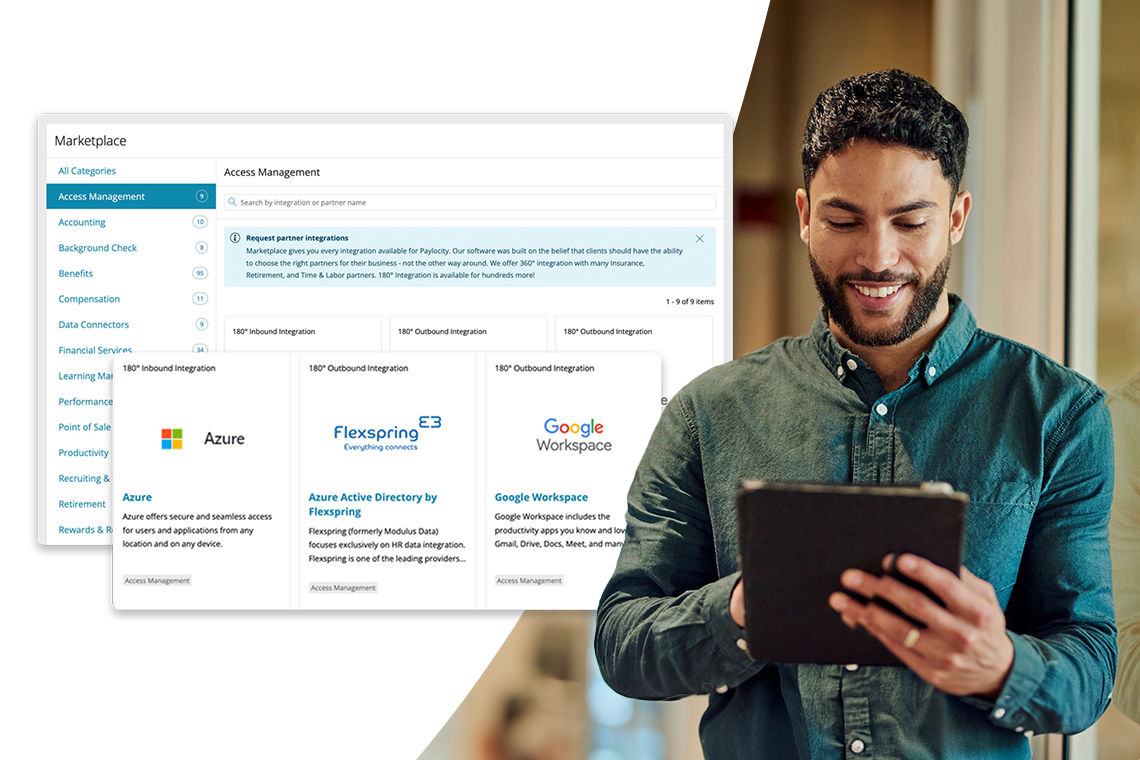 Marketplace
All Categories
Access Management 9
Accounting 10
Background Check 8
Benefits 95
Compensation 11
Data Connectors 9
Financial Services 34
Learning Man
Performance
Point of Sale
Productivity
Recruiting &
Retirement
Rewards & R
Access Management
Search by integration or partner name
Request partner integrations
Marketplace gives you every integration available for Paylocity. Our software was built on the belief that clients should have the ability
to choose the right partners for their business - not the other way around. We offer 360° integration with many Insurance,
Retirement, and Time & Labor partners. 180° Integration is available for hundreds more!
1 - 9 of 9 items
180° Inbound Integration
180° Outbound Integration
180° Outbound Integration
180° Inbound Integration
Azure
Azure
Azure offers secure and seamless access
for users and applications from any
location and on any device.
Access Management
180° Outbound Integration
Flexspring E3
Everything connects
Azure Active Directory by
Flexspring
Flexspring (formerly Modulus Data)
focuses exclusively on HR data integration.
Flexspring is one of the leading providers...
Access Management
180° Outbound Integration
Google
Workspace
Google Workspace
Google Workspace includes the
productivity apps you know and lov
Gmail, Drive, Docs, Meet, and many
Access Management